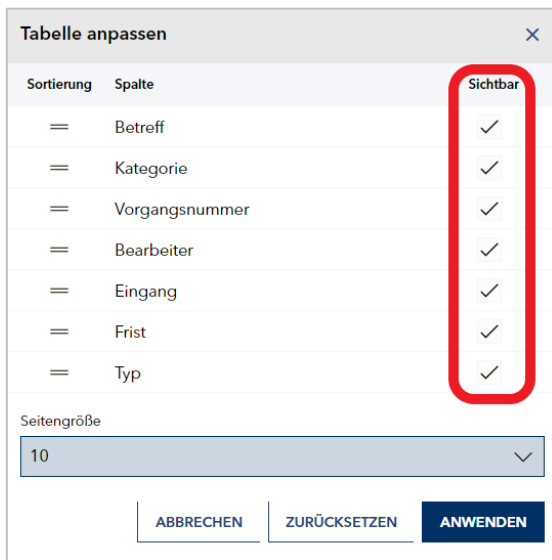 Tabelle anpassen
Sortierung Spalte Sichtbar
Betreff
Kategorie
Vorgangsnummer
Bearbeiter
Eingang
Frist
Typ
Seitengröße
10
ABBRECHEN ZURÜCKSETZEN ANWENDEN